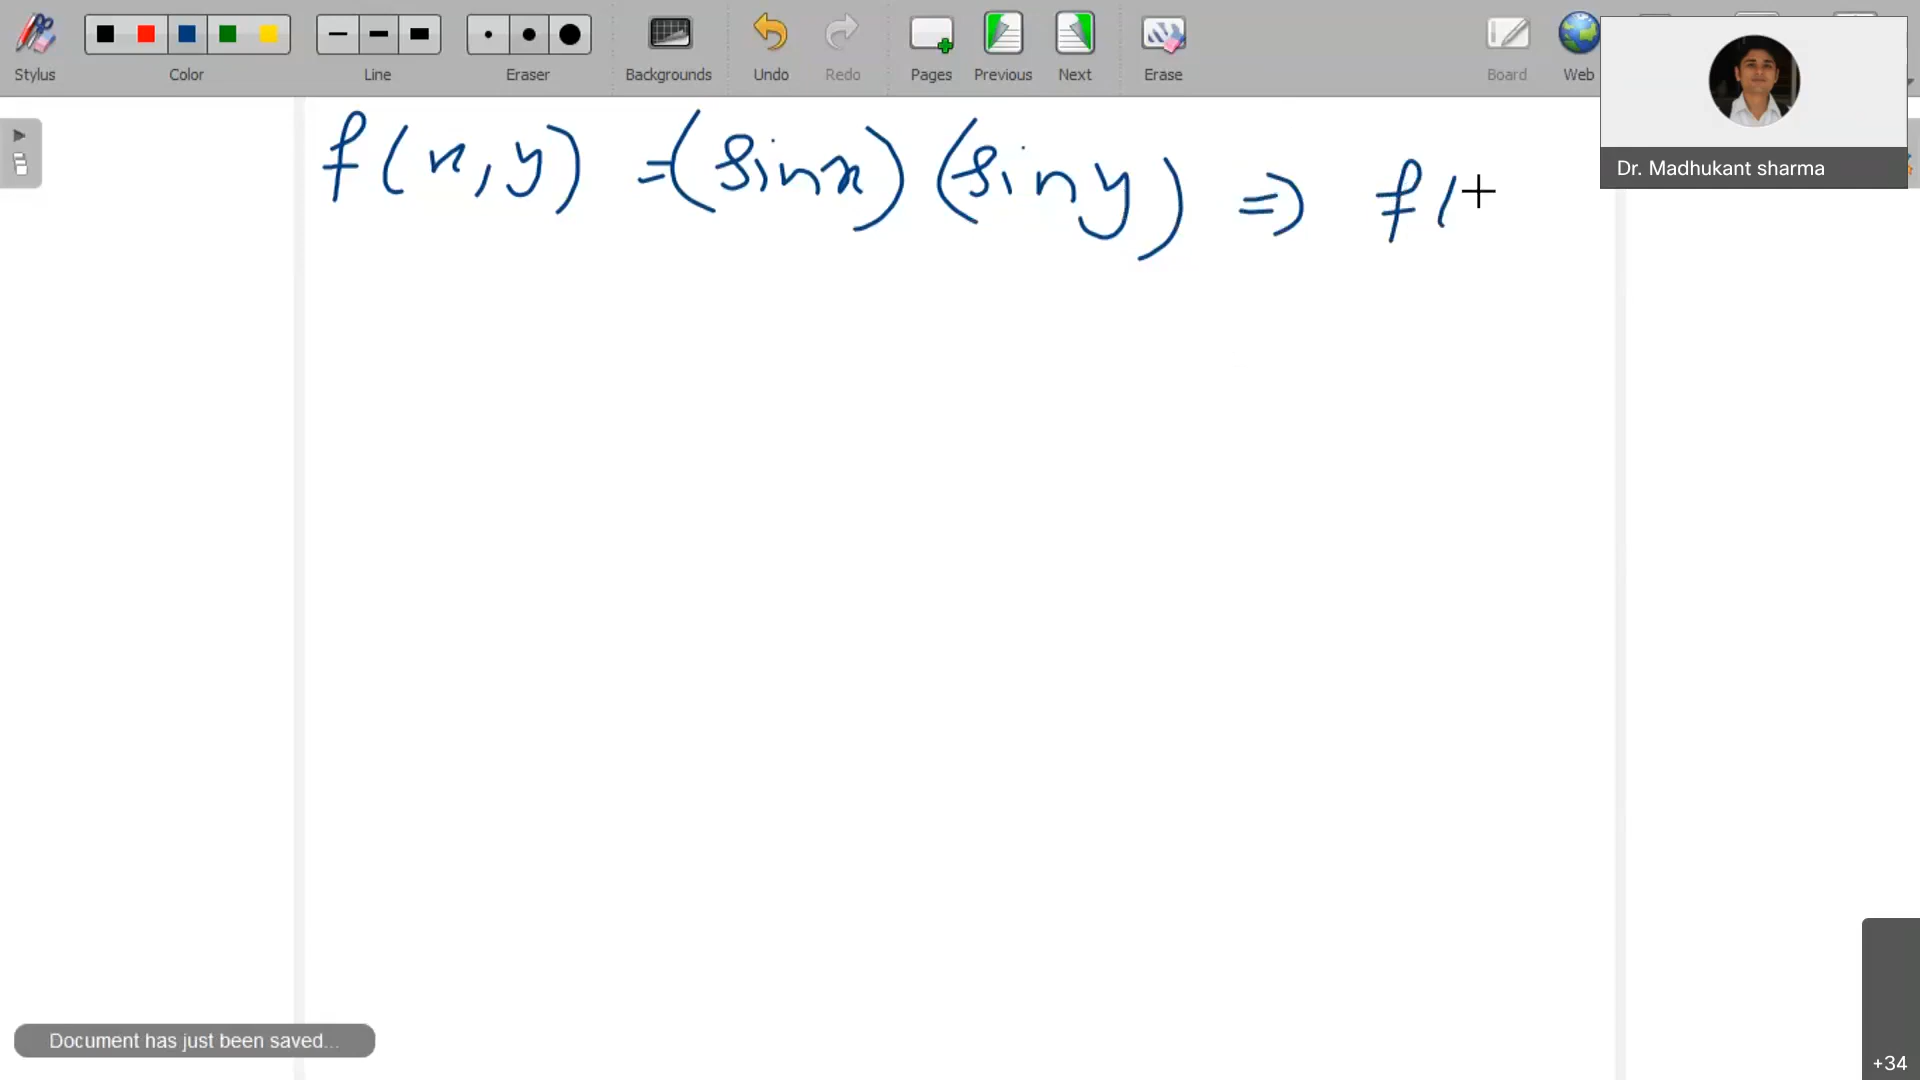 Stylus Color Line Eraser Backgrounds Undo Redo Pages Previous Next Erase Board Web
Dr. Madhukant sharma
f(x,y) =(sinx)(siny) ⇒ f(
Document has just been saved...
+34